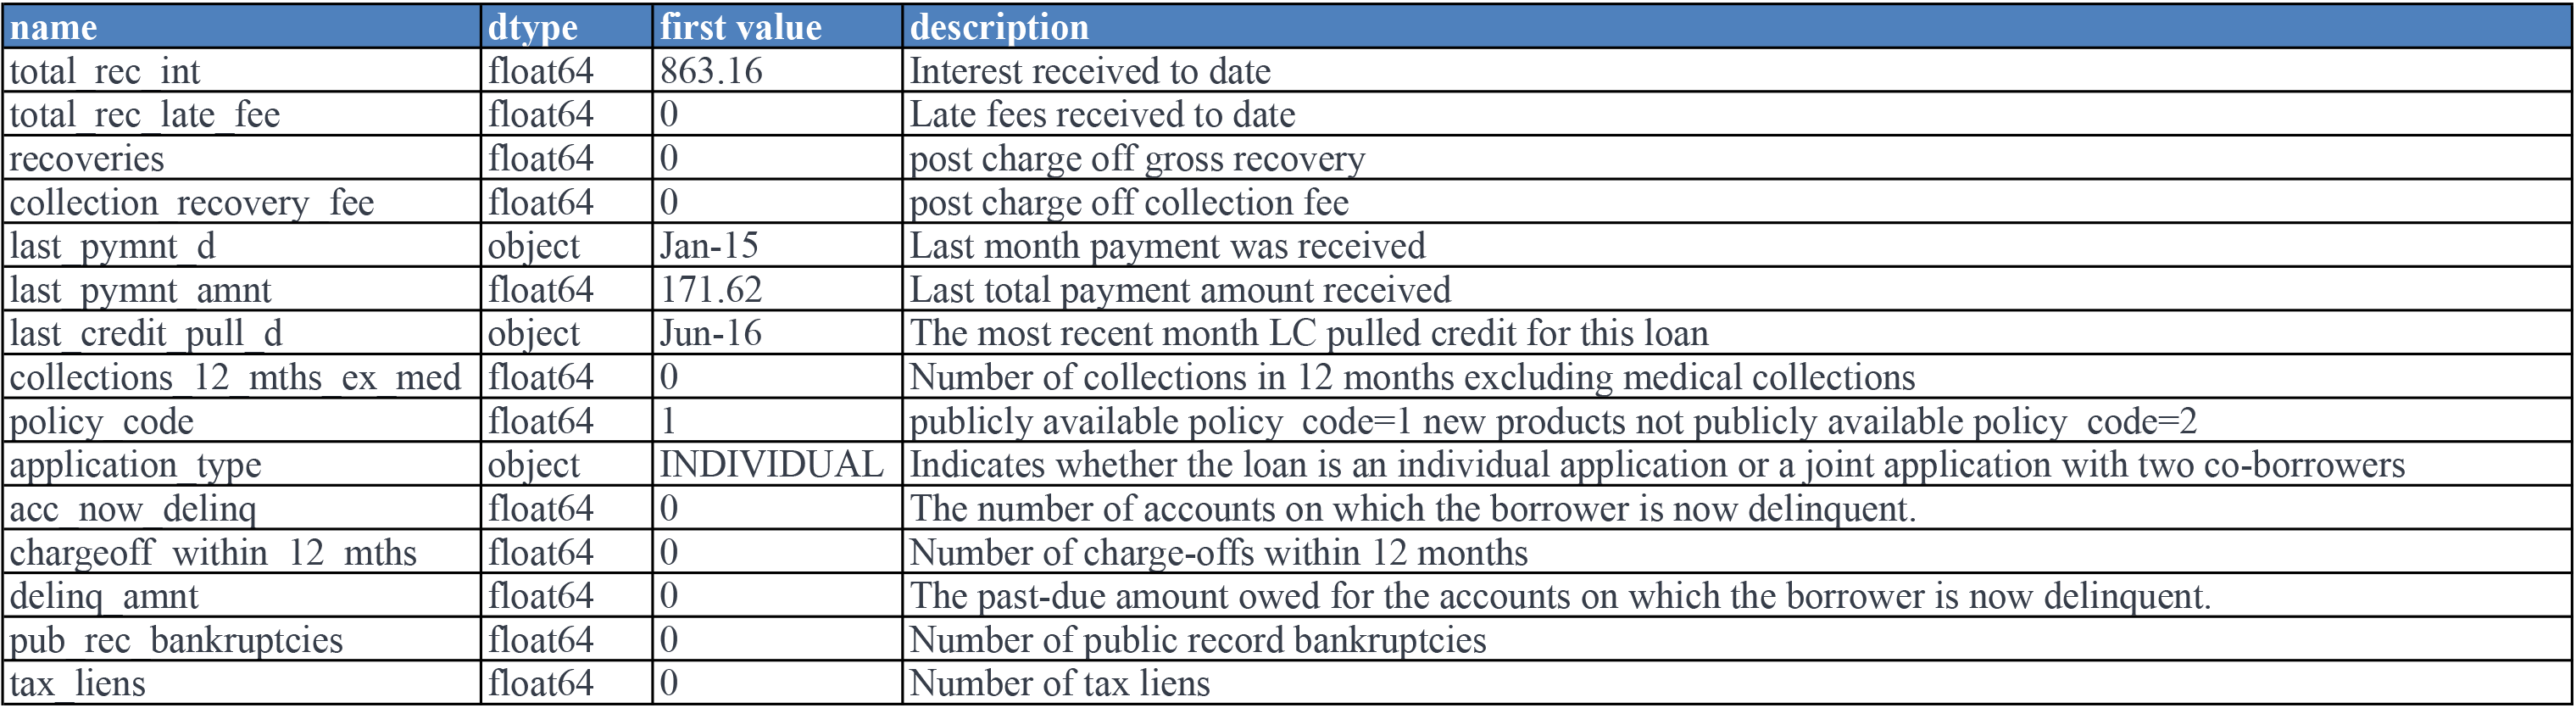 name dtype first value description
total_rec_int float64 863.16 Interest received to date
total_rec_late_fee float64 0 Late fees received to date
recoveries float64 0 post charge off gross recovery
collection_recovery_fee float64 0 post charge off collection fee
last_pymnt_d object Jan-15 Last month payment was received
last_pymnt_amnt float64 171.62 Last total payment amount received
last_credit_pull_d object Jun-16 The most recent month LC pulled credit for this loan
collections_12_mths_ex_med float64 0 Number of collections in 12 months excluding medical collections
policy_code float64 1 publicly available policy_code=1 new products not publicly available policy_code=2
application_type object INDIVIDUAL Indicates whether the loan is an individual application or a joint application with two co-borrowers
acc_now_delinq float64 0 The number of accounts on which the borrower is now delinquent.
chargeoff_within_12_mths float64 0 Number of charge-offs within 12 months
delinq_amnt float64 0 The past-due amount owed for the accounts on which the borrower is now delinquent.
pub_rec_bankruptcies float64 0 Number of public record bankruptcies
tax_liens float64 0 Number of tax liens